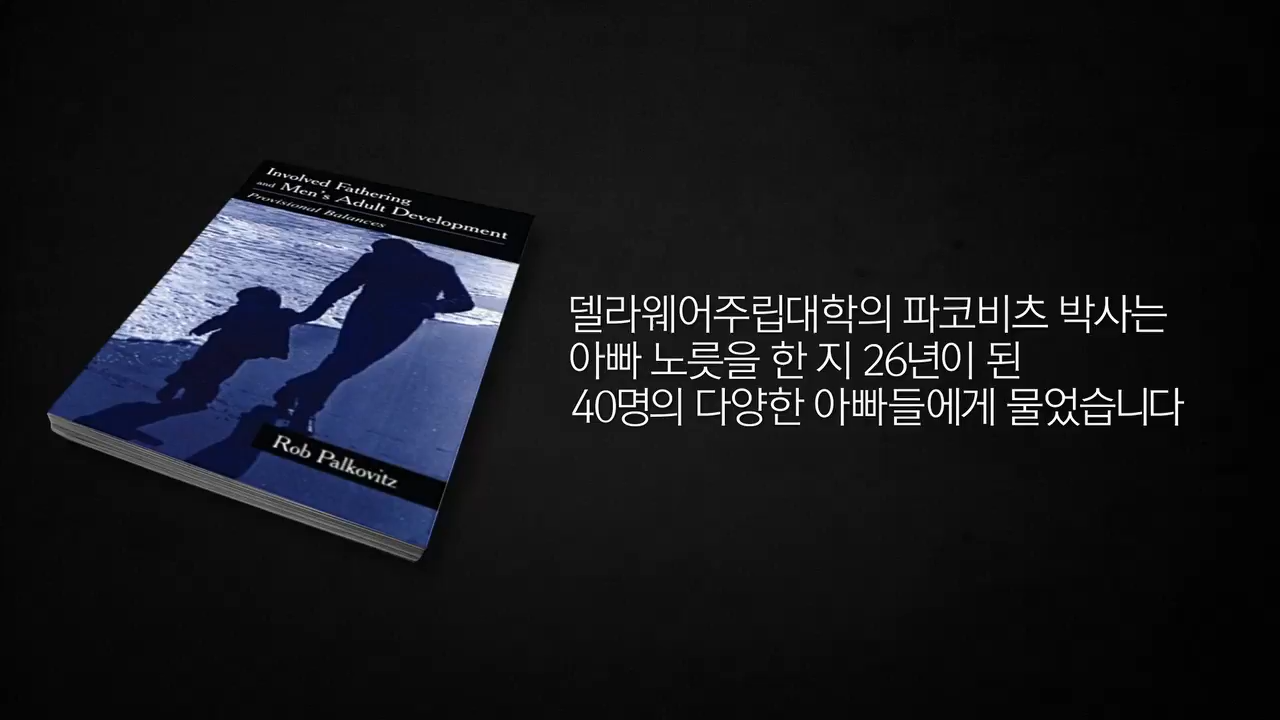 Involved Fathering
and Men's Adult Development
Provisional Balances
Rob Palkovitz
델라웨어주립대학의 파코비츠 박사는
아빠 노릇을 한 지 26년이 된
40명의 다양한 아빠들에게 물었습니다